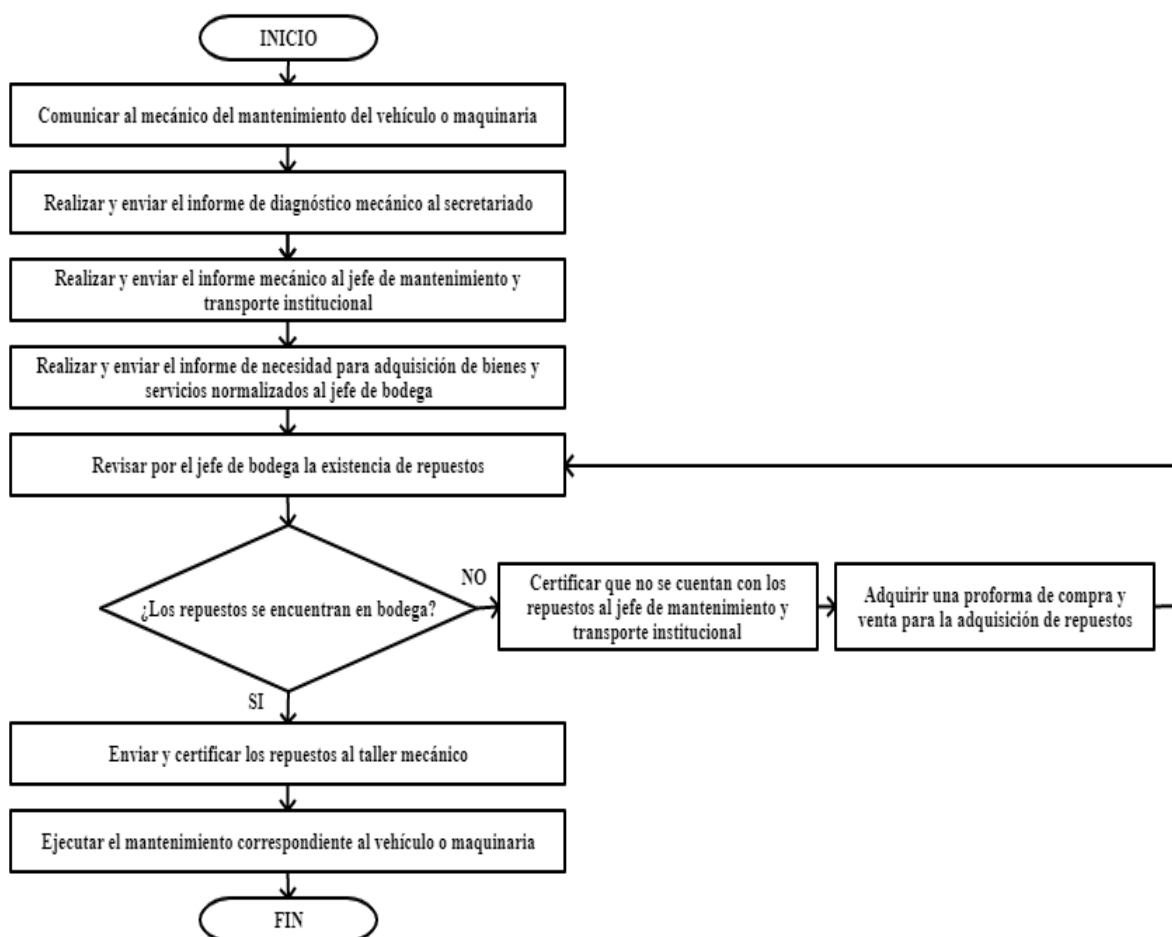 INICIO
Comunicar al mecánico del mantenimiento del vehículo o maquinaria
Realizar y enviar el informe de diagnóstico mecánico al secretariado
Realizar y enviar el informe mecánico al jefe de mantenimiento y
transporte institucional
Realizar y enviar el informe de necesidad para adquisición de bienes y
servicios normalizados al jefe de bodega
Revisar por el jefe de bodega la existencia de repuestos
¿Los repuestos se encuentran en bodega?
NO
Certificar que no se cuentan con los
repuestos al jefe de mantenimiento y
transporte institucional
Adquirir una proforma de compra y
venta para la adquisición de repuestos
SI
Enviar y certificar los repuestos al taller mecánico
Ejecutar el mantenimiento correspondiente al vehículo o maquinaria
FIN